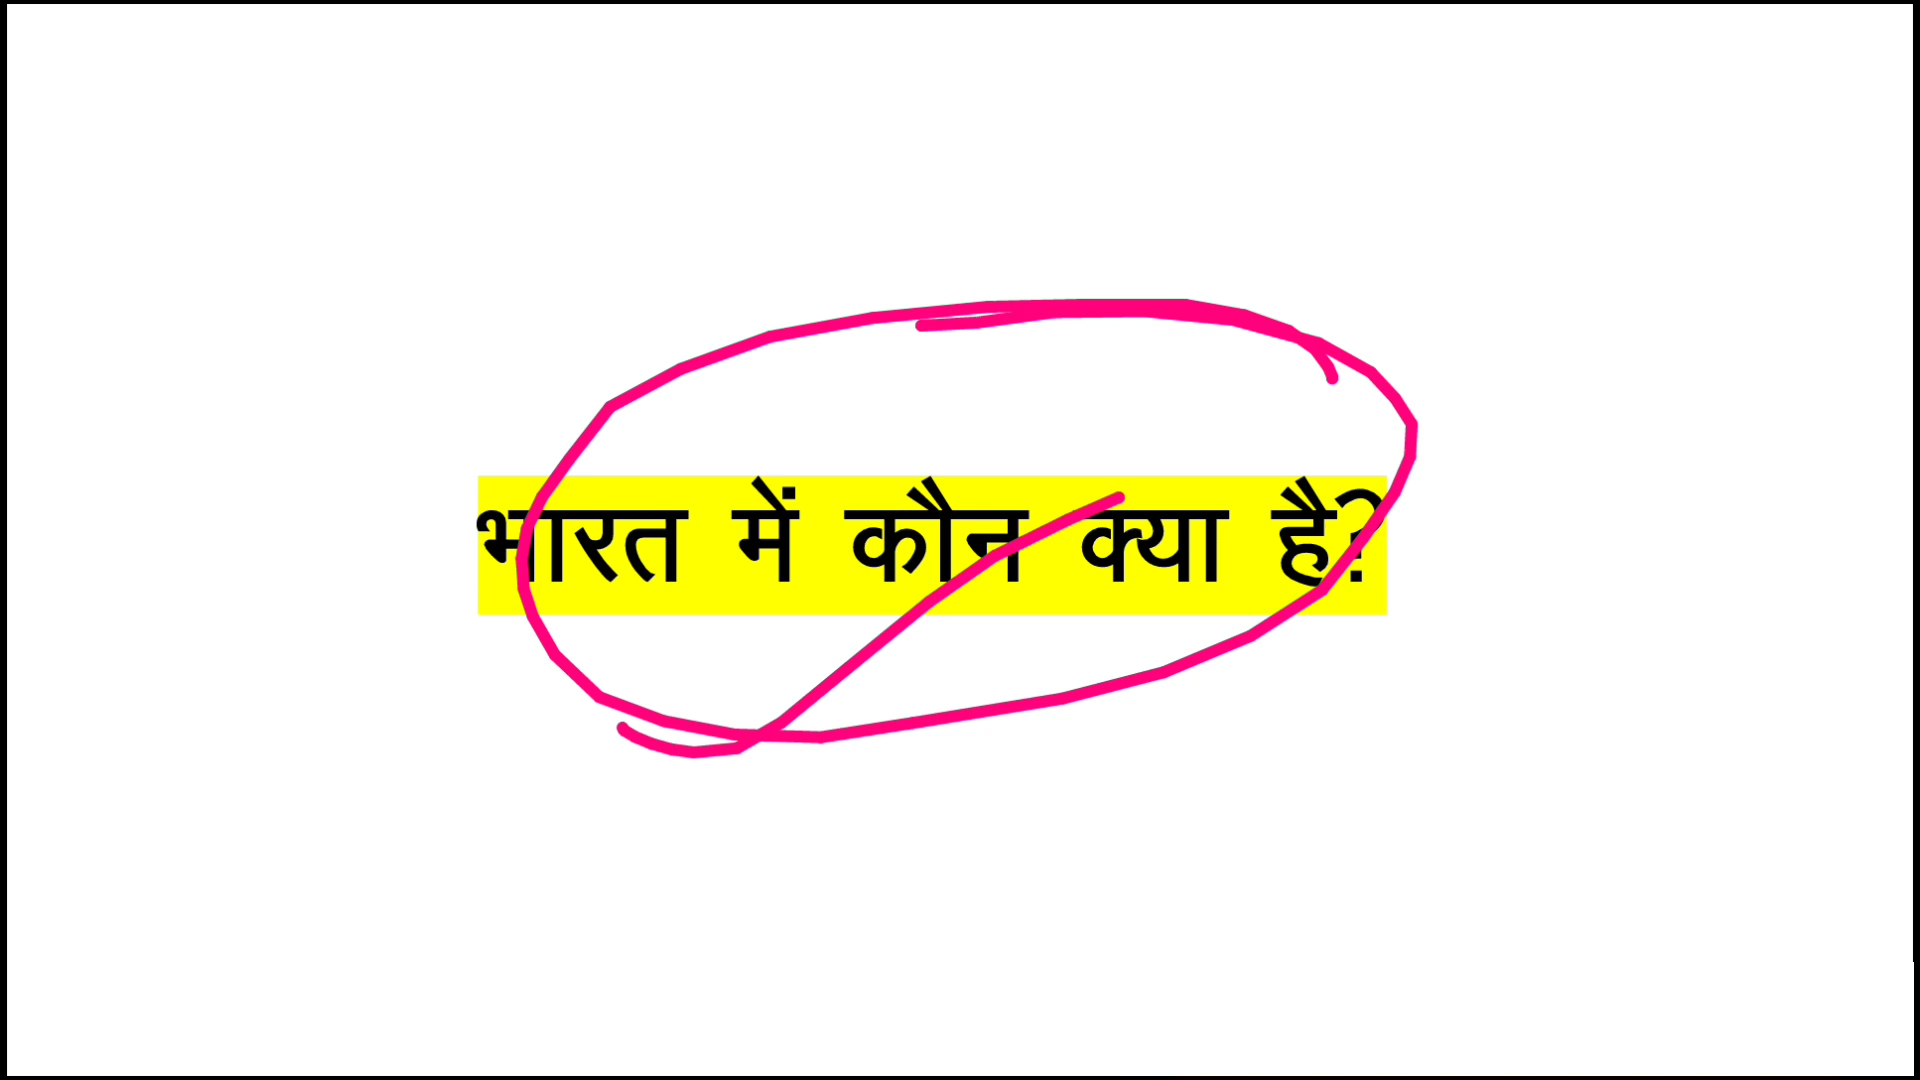 भारत में कौन क्या है?